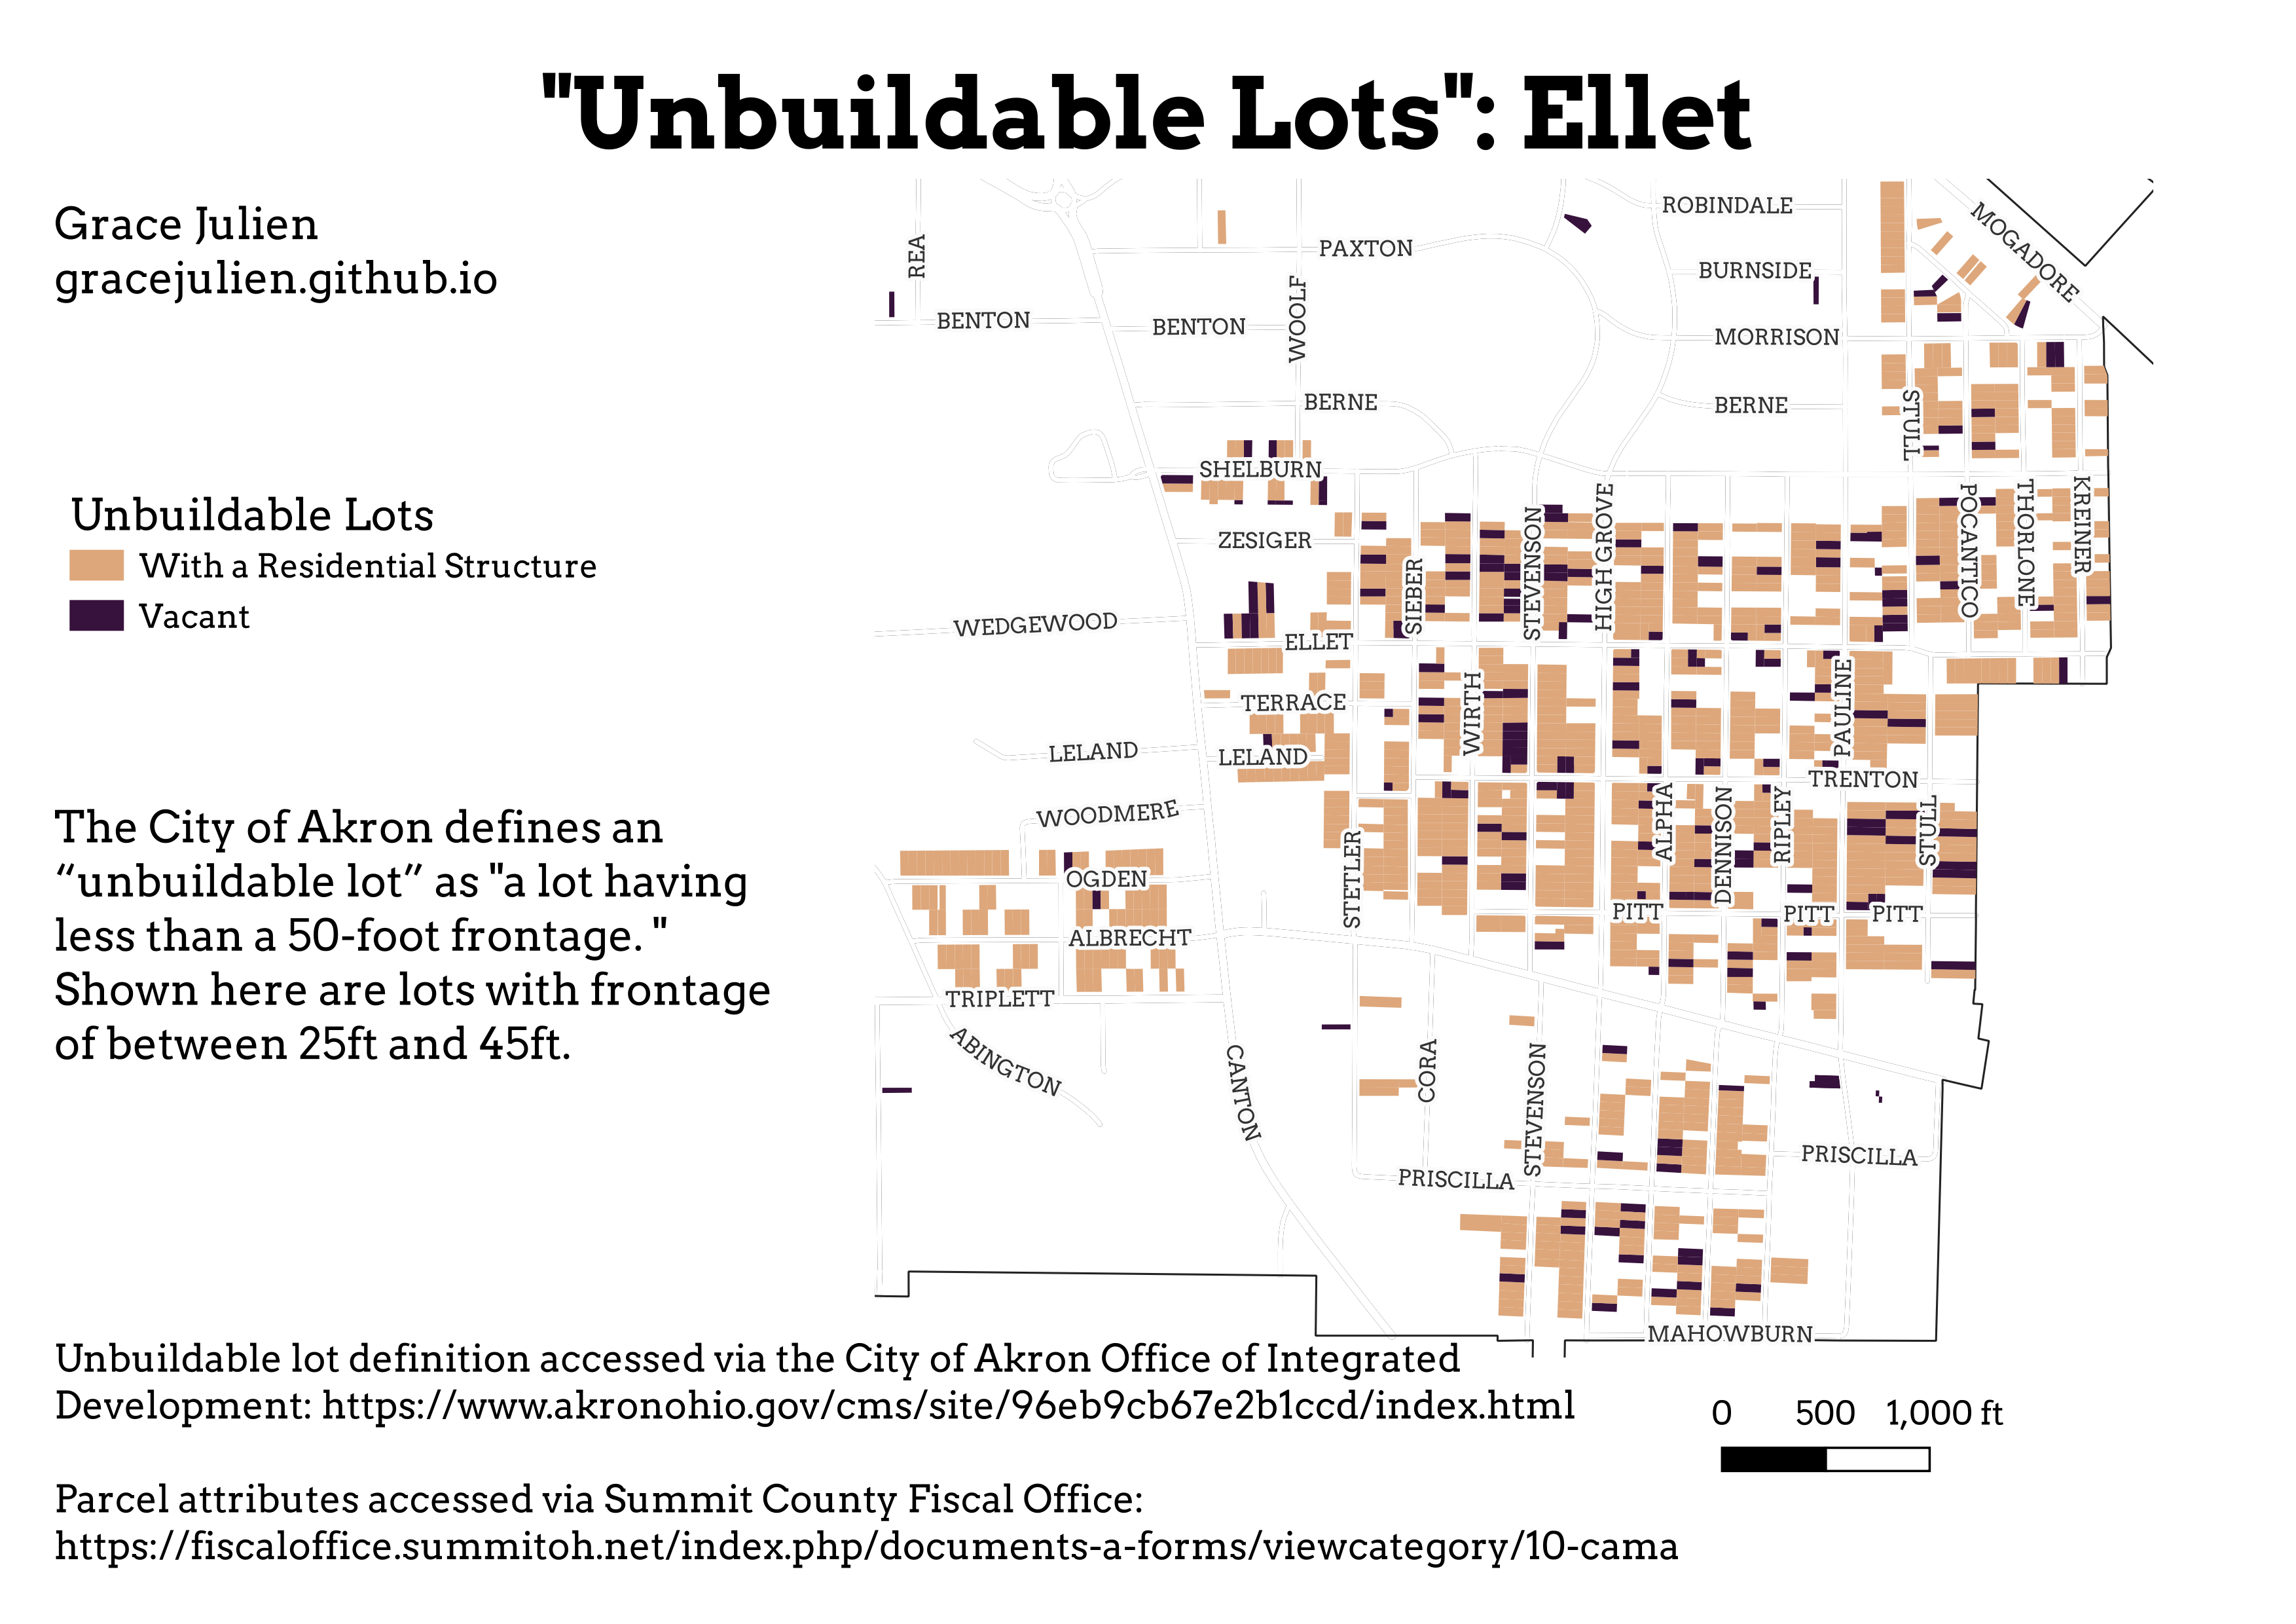 "Unbuildable Lots": Ellet
Grace Julien
gracejulien.github.io
Unbuildable Lots
With a Residential Structure
Vacant
The City of Akron defines an
“unbuildable lot” as "a lot having
less than a 50-foot frontage. "
Shown here are lots with frontage
of between 25ft and 45ft.
ROBINDALE
MOGADORE
REA
PAXTON
BURNSIDE
WOOLF
BENTON
BENTON
MORRISON
BERNE
BERNE
STULL
SHELBURN
POCANTICO
THORLONE
KREINER
ZESIGER
SIEBER
STEVENSON
HIGH GROVE
WEDGEWOOD
ELLET
TERRACE
WIRTH
PAULINE
LELAND
LELAND
TRENTON
WOODMERE
STETLER
ALPHA
DENNISON
RIPLEY
STULL
OGDEN
PITT
PITT
PITT
ALBRECHT
TRIPLETT
ABINGTON
CANTON
CORA
STEVENSON
PRISCILLA
PRISCILLA
MAHOWBURN
Unbuildable lot definition accessed via the City of Akron Office of Integrated
Development: https://www.akronohio.gov/cms/site/96eb9cb67e2b1ccd/index.html
0 500 1,000 ft
Parcel attributes accessed via Summit County Fiscal Office:
https://fiscaloffice.summitoh.net/index.php/documents-a-forms/viewcategory/10-cama